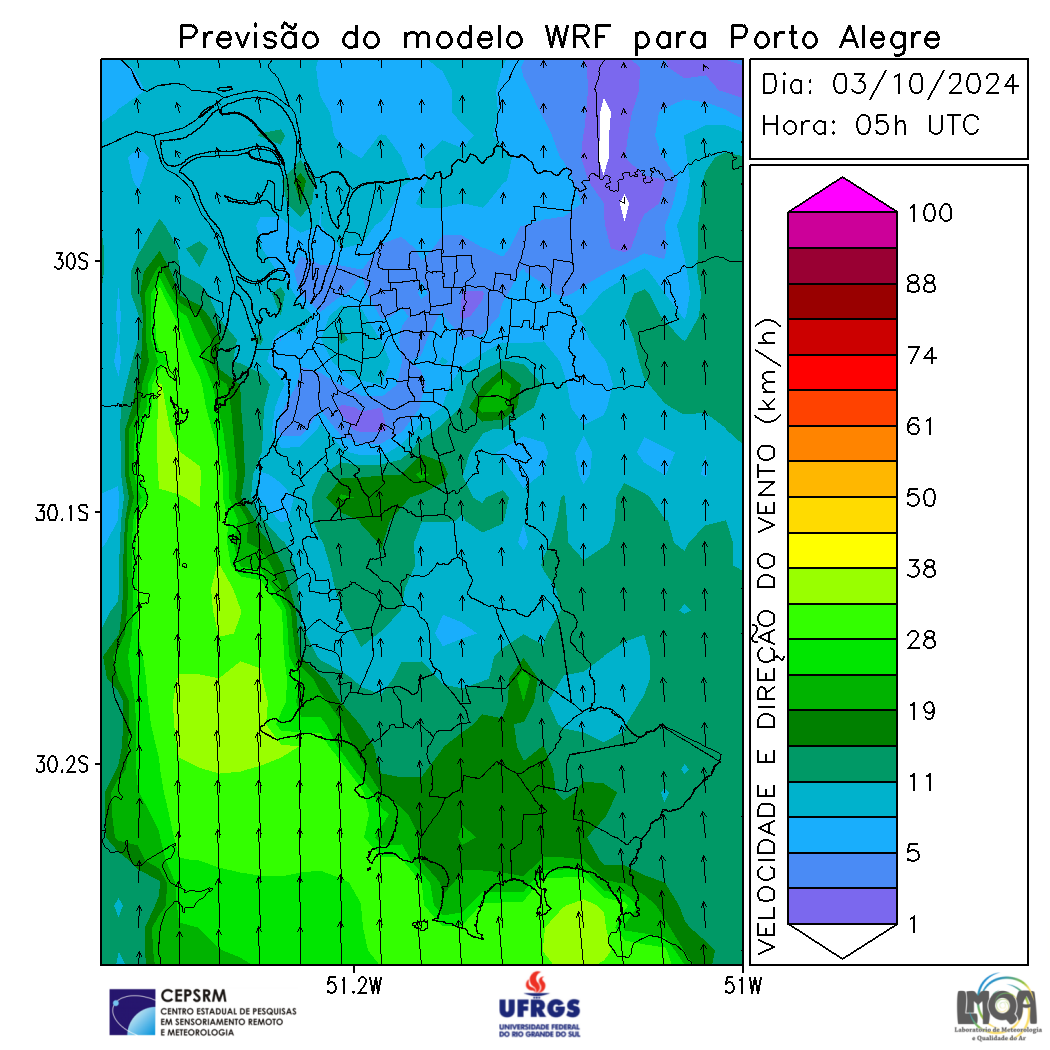 Previsão do modelo WRF para Porto Alegre
Dia: 03/10/2024
Hora: 05h UTC
30S
30.1S
30.2S
51.2W
51W
VELOCIDADE E DIREÇÃO DO VENTO (km/h)
100
88
74
61
50
38
28
19
11
5
1
CEPSRM
CENTRO ESTADUAL DE PESQUISAS
EM SENSORIAMENTO REMOTO
E METEOROLOGIA
UFRGS
UNIVERSIDADE FEDERAL
DO RIO GRANDE DO SUL
LMQA
Laboratório de Meteorologia
e Qualidade do Ar